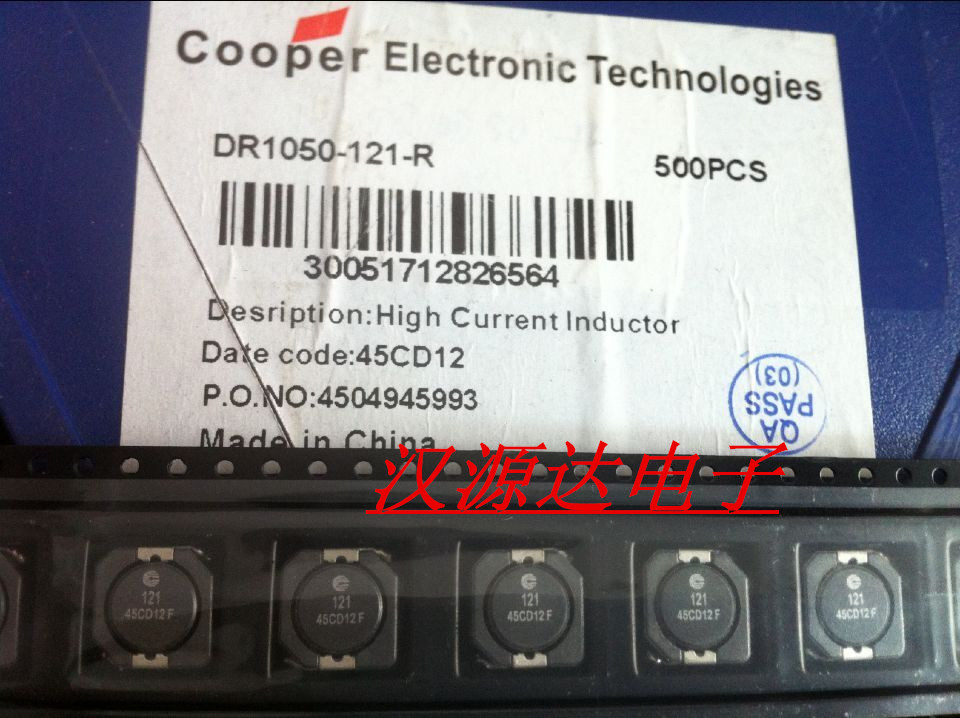 Cooper Electronic Technologies
DR1050-121-R 500PCS
30051712826564
Desription:High Current Inductor
Date code:45CD12
P.O.NO:4504945993
QA
PASS
(03)
Made in China
汉源达电子
121
45CD12 F
121
45CD12 F
121
45CD12 F
121
45CD12 F
121
45CD12 F